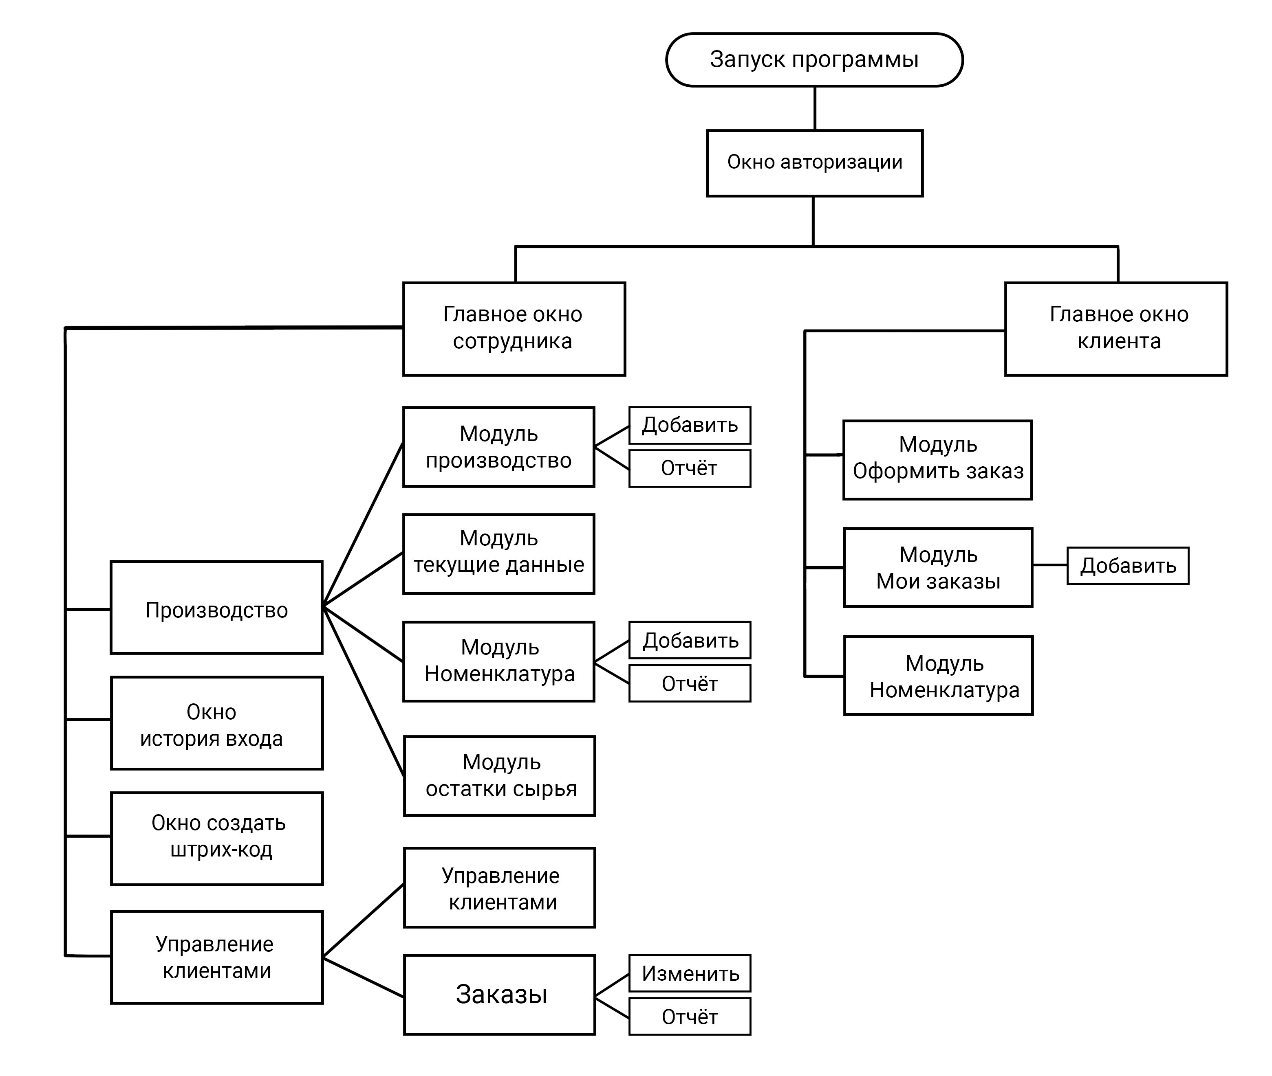 Запуск программы
Окно авторизации
Главное окно
сотрудника
Главное окно
клиента
Модуль
производство
Добавить
Отчёт
Модуль
текущие данные
Производство
Модуль
Номенклатура
Добавить
Отчёт
Окно
история входа
Модуль
остатки сырья
Окно создать
штрих-код
Управление
клиентами
Управление
клиентами
Заказы
Изменить
Отчёт
Модуль
Оформить заказ
Модуль
Мои заказы
Добавить
Модуль
Номенклатура